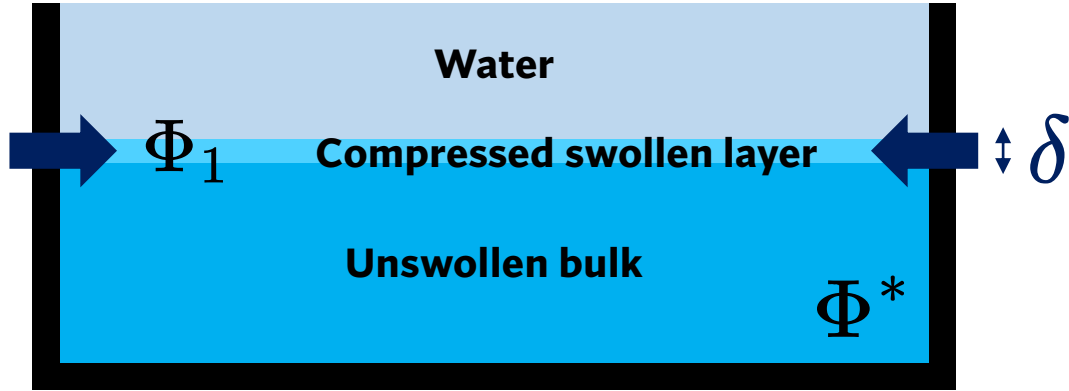 Water
Φ₁ Compressed swollen layer δ
Unswollen bulk
Φ*